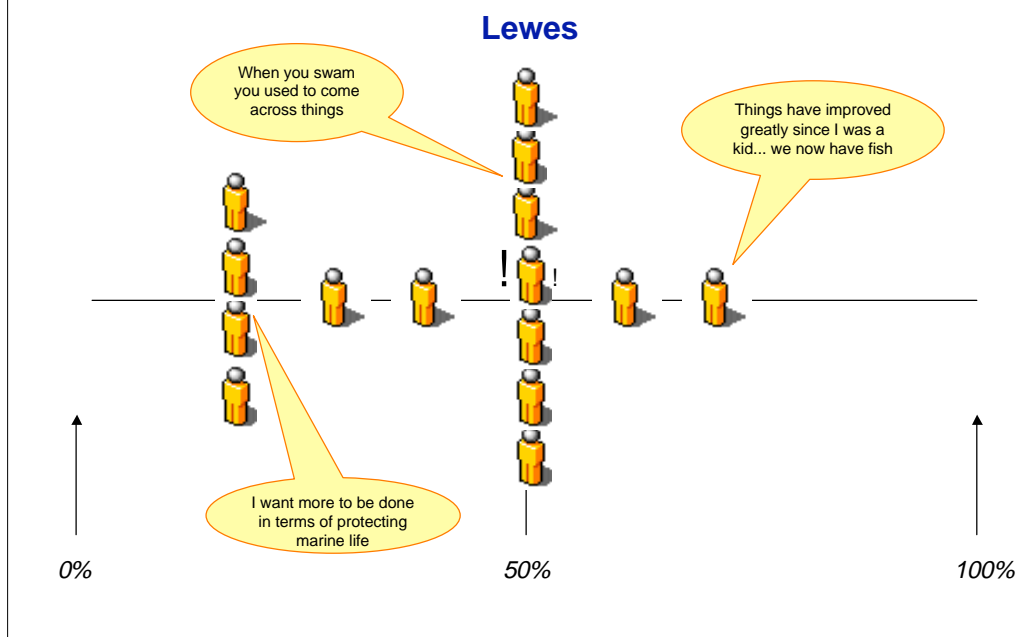 Lewes
When you swam
you used to come
across things
Things have improved
greatly since I was a
kid... we now have fish
!
!
I want more to be done
in terms of protecting
marine life
0%
50%
100%